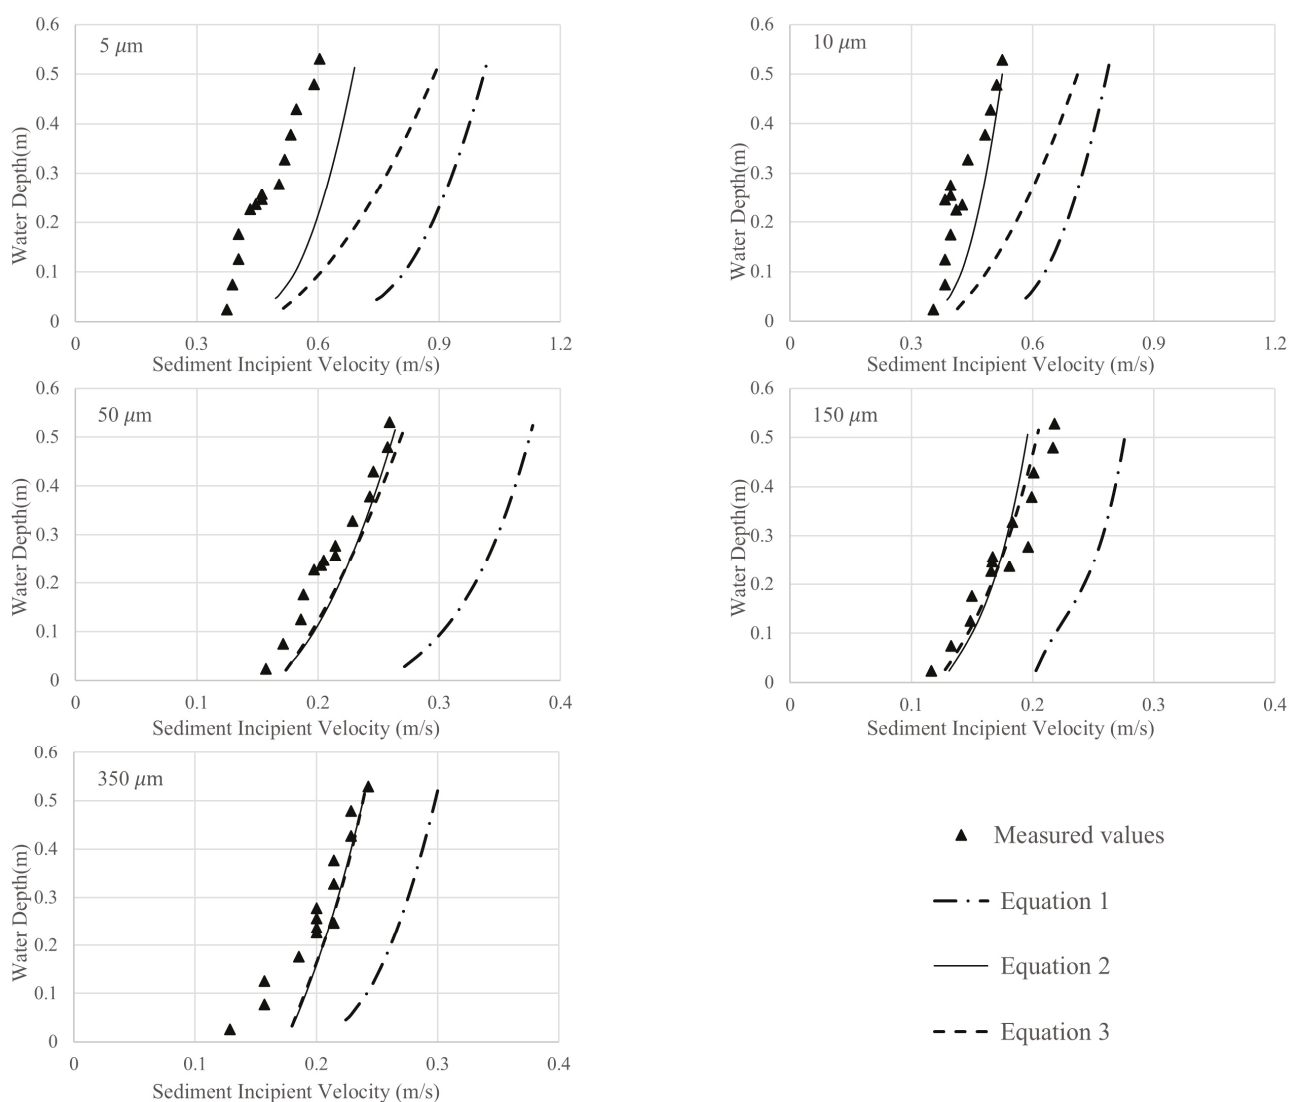 5 μm
0.6
0.5
0.4
0.3
0.2
0.1
0
Water Depth(m)
0 0.3 0.6 0.9 1.2
Sediment Incipient Velocity (m/s)
10 μm
0.6
0.5
0.4
0.3
0.2
0.1
0
Water Depth(m)
0 0.3 0.6 0.9 1.2
Sediment Incipient Velocity (m/s)
50 μm
0.6
0.5
0.4
0.3
0.2
0.1
0
Water Depth(m)
0 0.1 0.2 0.3 0.4
Sediment Incipient Velocity (m/s)
150 μm
0.6
0.5
0.4
0.3
0.2
0.1
0
Water Depth(m)
0 0.1 0.2 0.3 0.4
Sediment Incipient Velocity (m/s)
350 μm
0.6
0.5
0.4
0.3
0.2
0.1
0
Water Depth(m)
0 0.1 0.2 0.3 0.4
Sediment Incipient Velocity (m/s)
Measured values
Equation 1
Equation 2
Equation 3